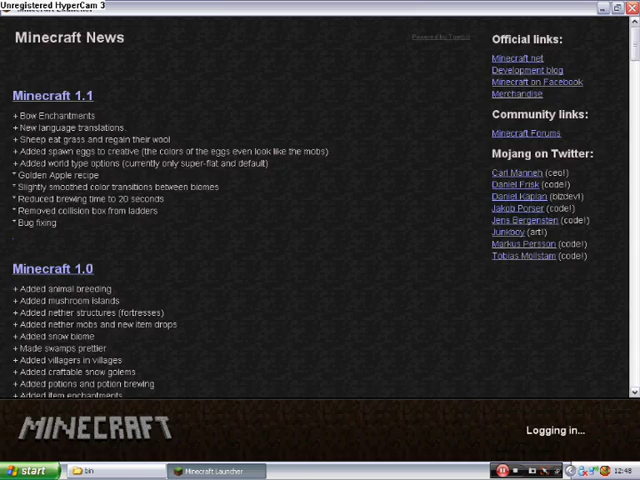 Unregistered HyperCam 3
Minecraft News
Powered by Tumblr
Minecraft 1.1
+ Bow Enchantments
+ New language translations.
+ Sheep eat grass and regain their wool
+ Added spawn eggs to creative (the colors of the eggs even look like the mobs)
+ Added world type options (currently only super-flat and default)
* Golden Apple recipe
* Slightly smoothed color transitions between biomes
* Reduced brewing time to 20 seconds
* Removed collision box from ladders
* Bug fixing
Minecraft 1.0
+ Added animal breeding
+ Added mushroom islands
+ Added nether structures (fortresses)
+ Added nether mobs and new item drops
+ Added snow biome
+ Made swamps prettier
+ Added villagers in villages
+ Added craftable snow golems
+ Added potions and potion brewing
+ Added item enchantments
Official links:
Minecraft.net
Development blog
Minecraft on Facebook
Merchandise
Community links:
Minecraft Forums
Mojang on Twitter:
Carl Manneh (ceo!)
Daniel Frisk (code!)
Daniel Kaplan (bizdev!)
Jakob Porser (code!)
Jens Bergensten (code!)
Junkboy (art!)
Markus Persson (code!)
Tobias Mollstam (code!)
MINECRAFT
Logging in...
start
bin
Minecraft Launcher
12:48